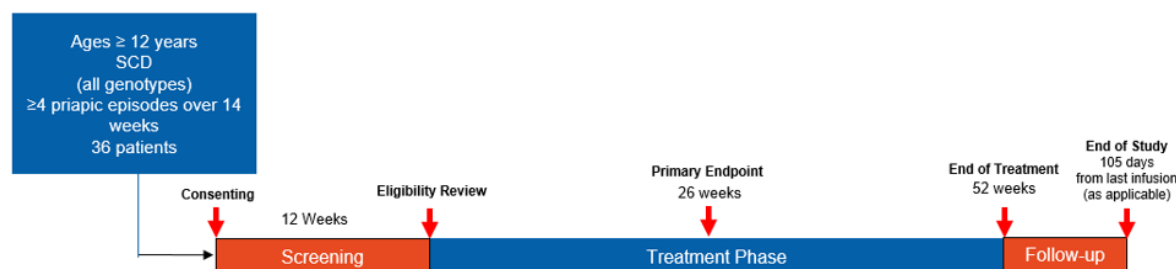 Ages ≥ 12 years
SCD
(all genotypes)
≥4 priapic episodes over 14
weeks
36 patients
Consenting
12 Weeks
Eligibility Review
Primary Endpoint
26 weeks
End of Treatment
52 weeks
End of Study
105 days
from last infusion
(as applicable)
Screening
Treatment Phase
Follow-up